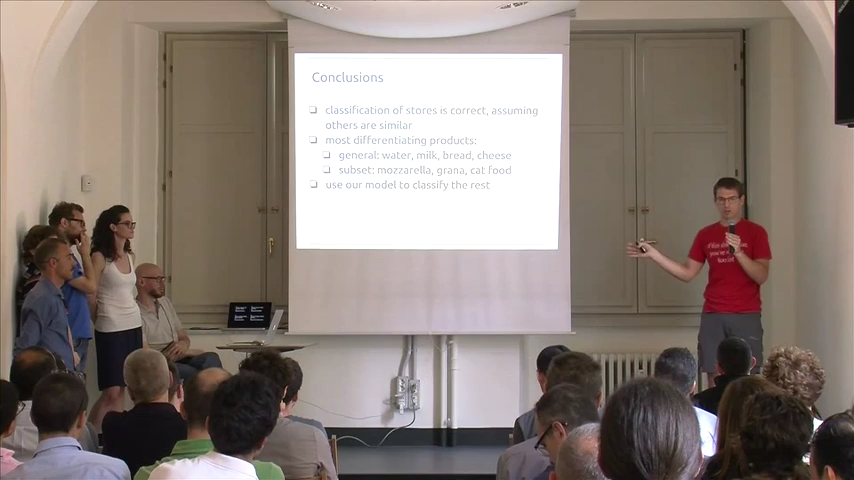 Conclusions
❏ classification of stores is correct, assuming
others are similar
❏ most differentiating products:
❏ general: water, milk, bread, cheese
❏ subset: mozzarella, grana, cat food
❏ use our model to classify the rest